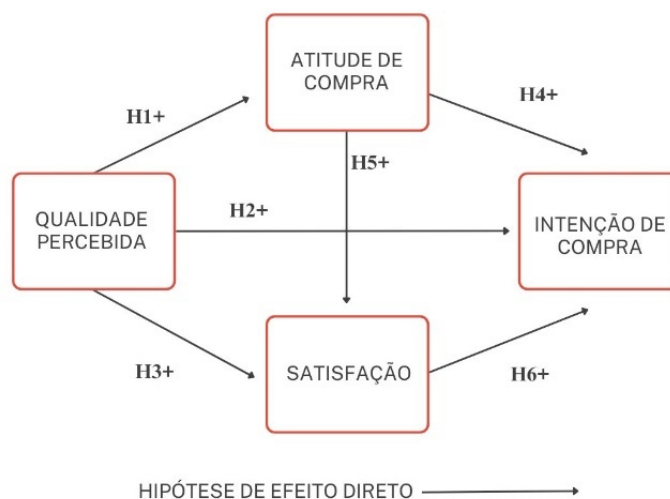 ATITUDE DE
COMPRA
H1+
H4+
H5+
QUALIDADE
PERCEBIDA
H2+
INTENÇÃO DE
COMPRA
H3+
SATISFAÇÃO
H6+
HIPÓTESE DE EFEITO DIRETO